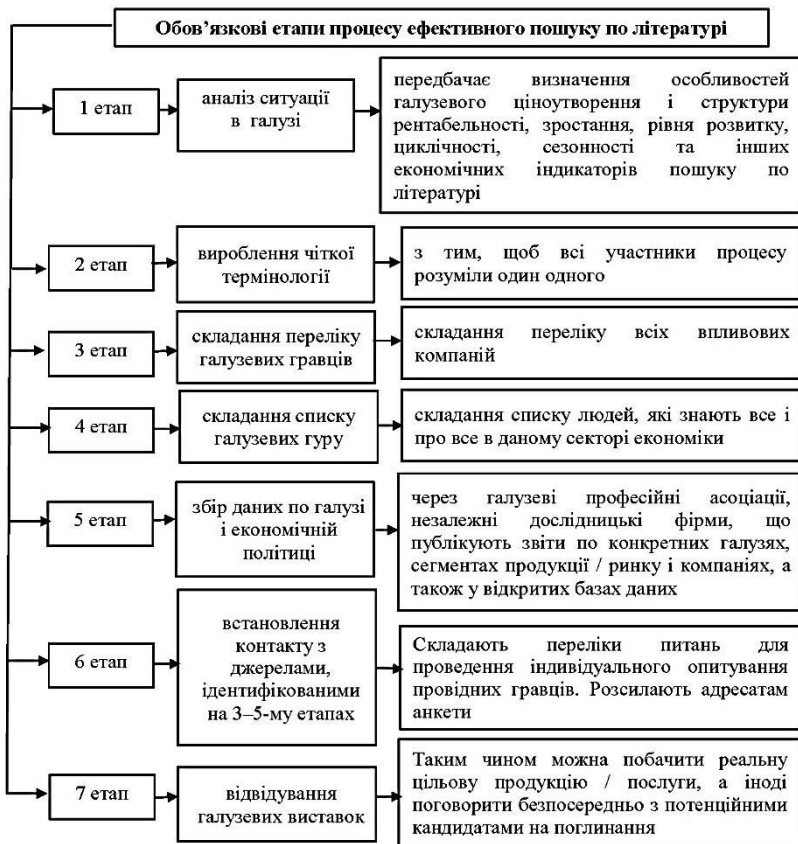 Обов’язкові етапи процесу ефективного пошуку по літературі
1 етап
аналіз ситуації
в галузі
передбачає визначення особливостей
галузевого ціноутворення і структури
рентабельності, зростання, рівня розвитку,
циклічності, сезонності та інших
економічних індикаторів пошуку по
літературі
2 етап
вироблення чіткої
термінології
з тим, щоб всі участники процесу
розуміли один одного
3 етап
складання переліку
галузевих гравців
складання переліку всіх впливових
компаній
4 етап
складання списку
галузевих гуру
складання списку людей, які знають все і
про все в даному секторі економіки
5 етап
збір даних по галузі
і економічній
політиці
через галузеві професійні асоціації,
незалежні дослідницькі фірми, що
публікують звіти по конкретних галузях,
сегментах продукції / ринку і компаніях, а
також у відкритих базах даних
6 етап
встановлення
контакту з
джерелами,
ідентифікованими
на 3–5-му етапах
Складають переліки питань для
проведення індивідуального опитування
провідних гравців. Розсилають адресатам
анкети
7 етап
відвідування
галузевих виставок
Таким чином можна побачити реальну
цільову продукцію / послуги, а іноді
поговорити безпосередньо з потенційними
кандидатами на поглинання